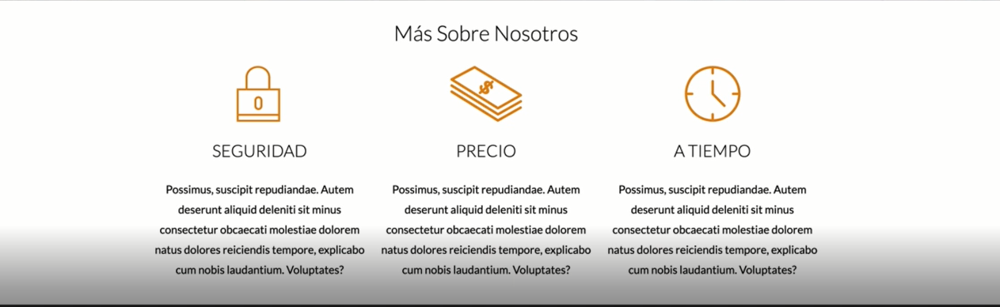 Más Sobre Nosotros
SEGURIDAD
Possimus, suscipit repudiandae. Autem
deserunt aliquid deleniti sit minus
consectetur obcaecati molestiae dolorem
natus dolores reiciendis tempore, explicabo
cum nobis laudantium. Voluptates?
PRECIO
Possimus, suscipit repudiandae. Autem
deserunt aliquid deleniti sit minus
consectetur obcaecati molestiae dolorem
natus dolores reiciendis tempore, explicabo
cum nobis laudantium. Voluptates?
A TIEMPO
Possimus, suscipit repudiandae. Autem
deserunt aliquid deleniti sit minus
consectetur obcaecati molestiae dolorem
natus dolores reiciendis tempore, explicabo
cum nobis laudantium. Voluptates?